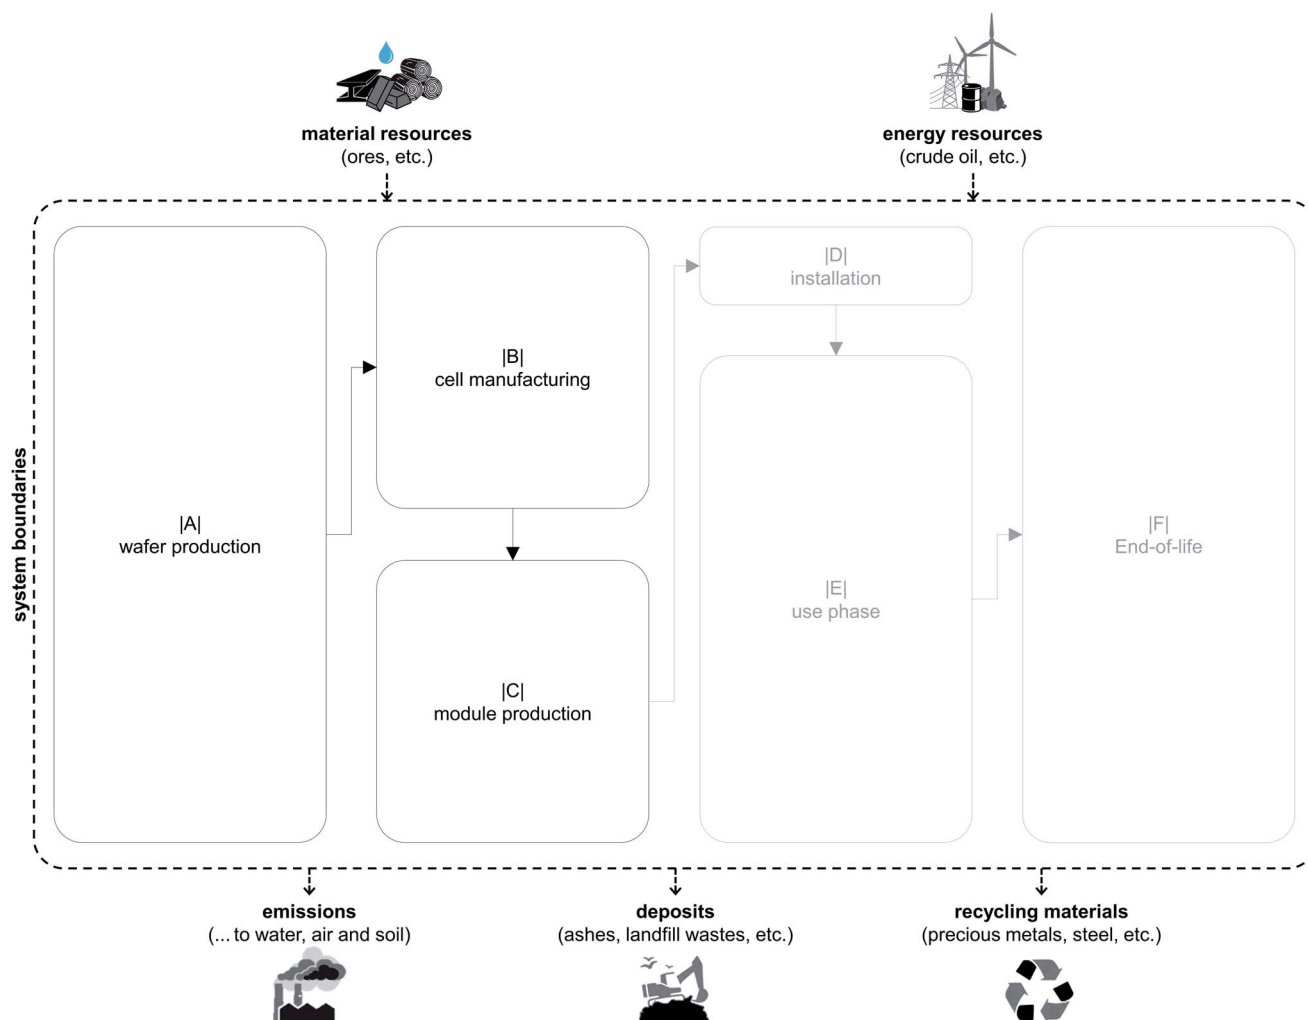 material resources
(ores, etc.)
energy resources
(crude oil, etc.)
system boundaries
|A|
wafer production
|B|
cell manufacturing
|C|
module production
|D|
installation
|E|
use phase
|F|
End-of-life
emissions
(... to water, air and soil)
deposits
(ashes, landfill wastes, etc.)
recycling materials
(precious metals, steel, etc.)